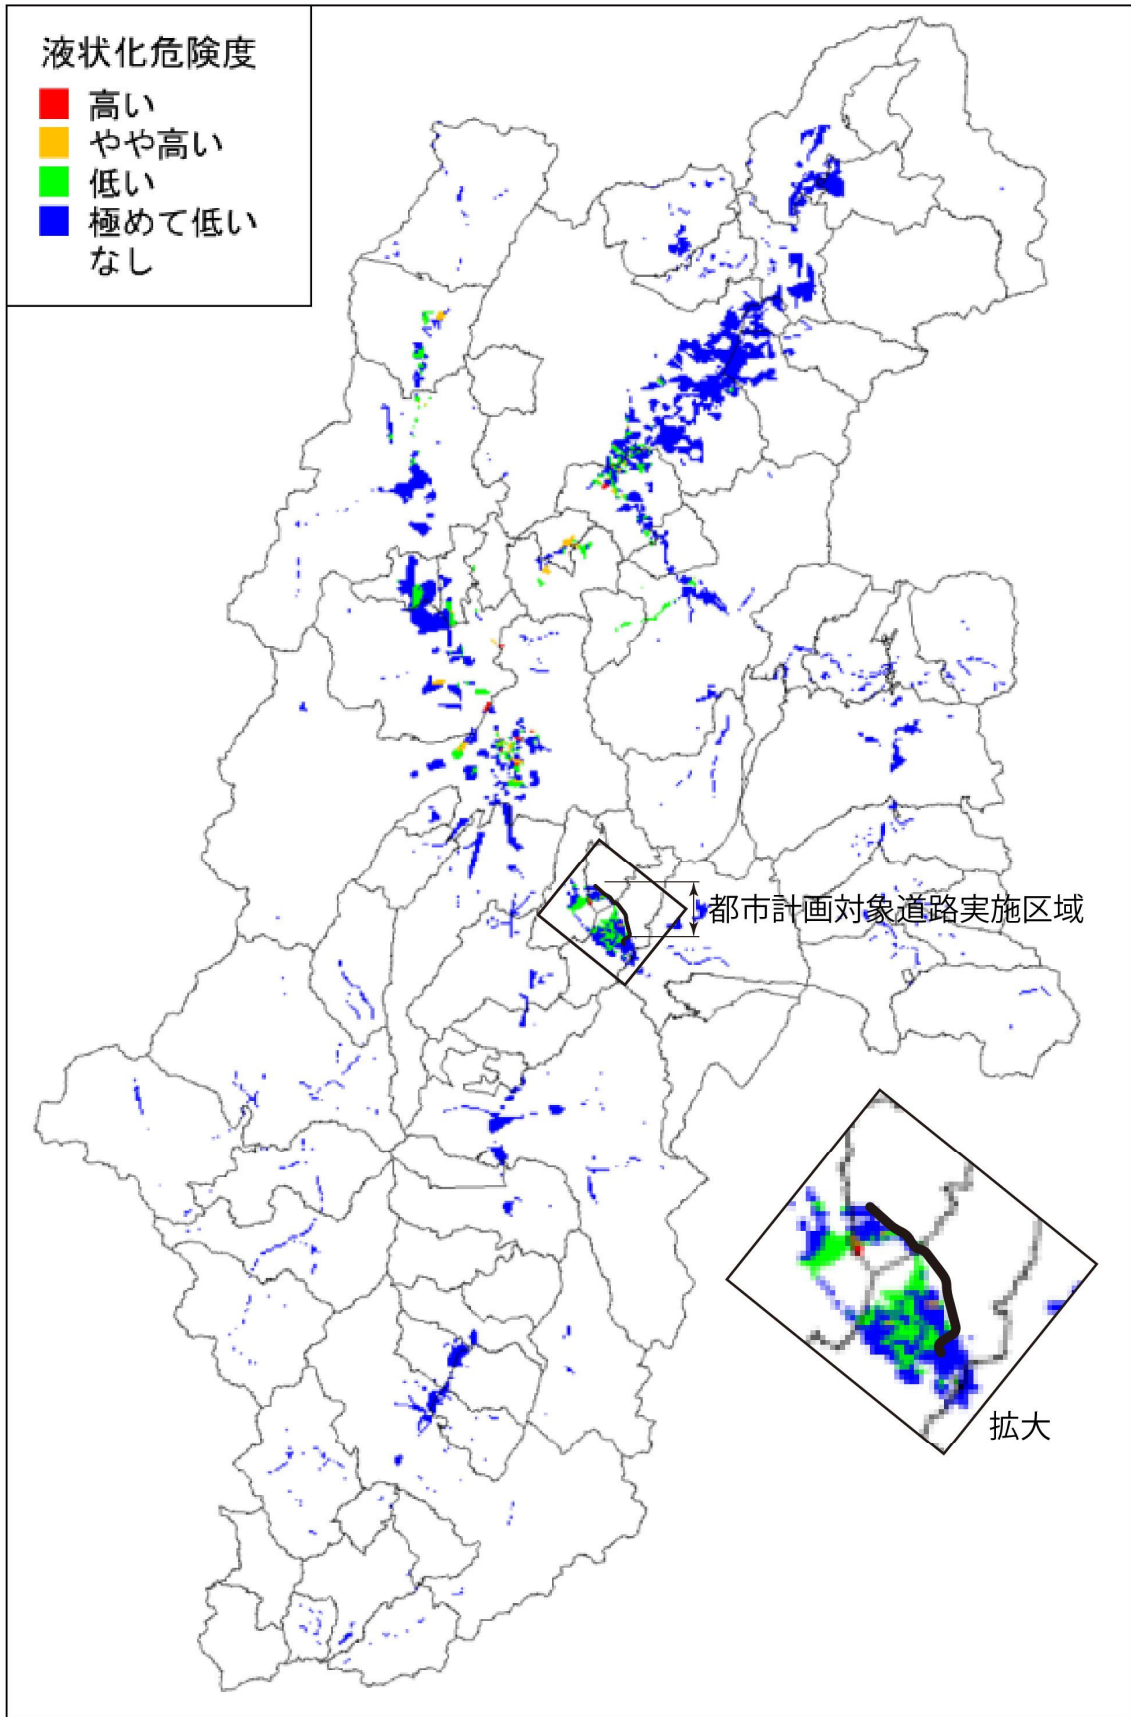 液状化危険度
高い
やや高い
低い
極めて低い
なし
都市計画対象道路実施区域
拡大